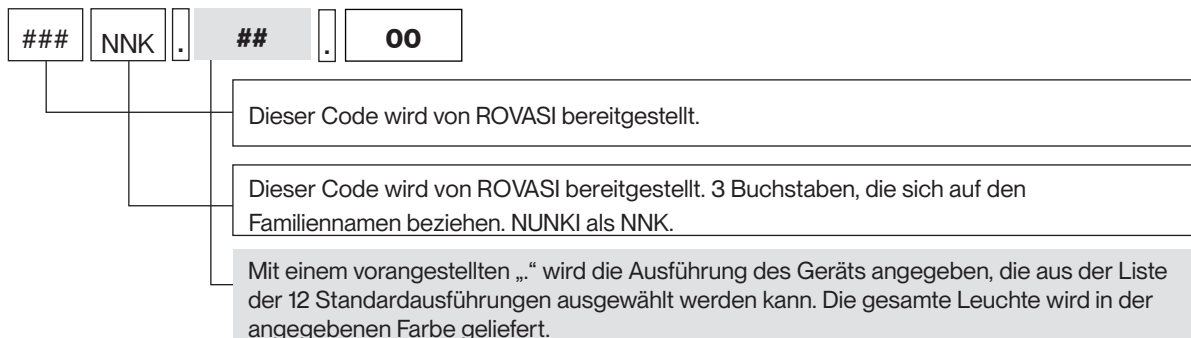 ### NNK . ## . 00
Dieser Code wird von ROVASI bereitgestellt.
Dieser Code wird von ROVASI bereitgestellt. 3 Buchstaben, die sich auf den
Familiennamen beziehen. NUNKI als NNK.
Mit einem vorangestellten „.“ wird die Ausführung des Geräts angegeben, die aus der Liste
der 12 Standardausführungen ausgewählt werden kann. Die gesamte Leuchte wird in der
angegebenen Farbe geliefert.